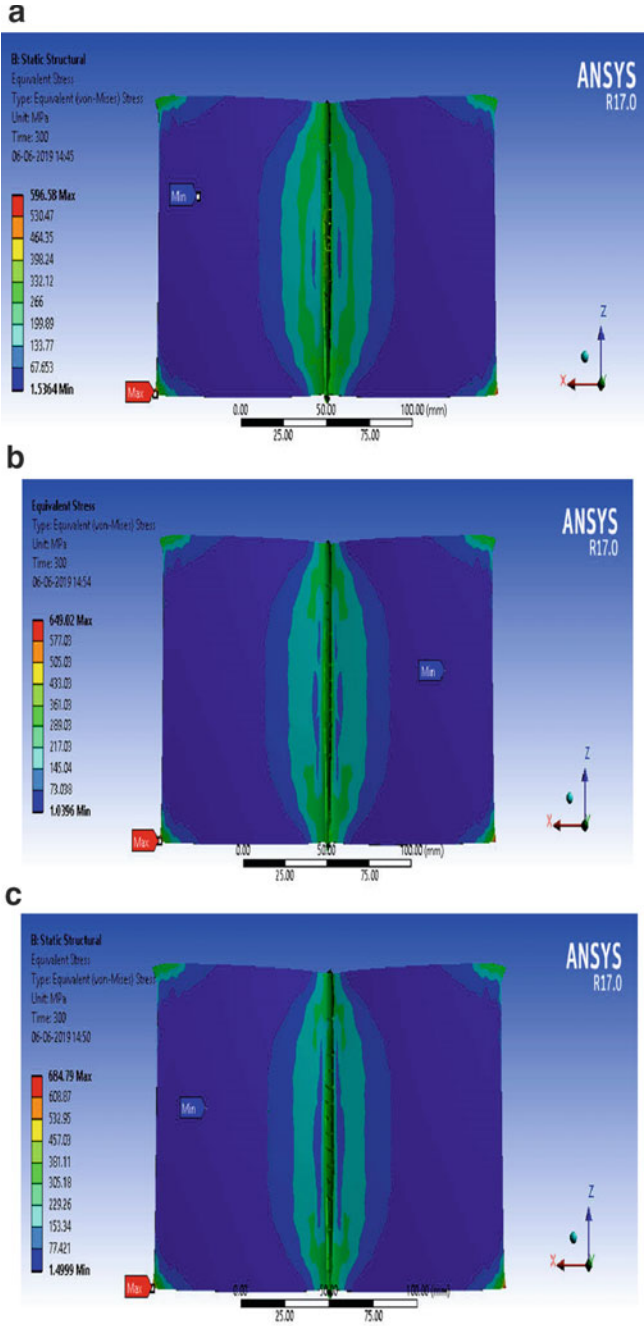 a
B: Static Structural
Equivalent Stress
Type: Equivalent (von-Mises) Stress
Unit: MPa
Time: 300
06-06-2019 14:45
ANSYS
R17.0
596.58 Max
530.47
464.35
398.24
332.12
266
199.89
133.77
67.653
1.5364 Min
Min
Max
Z
X
Y
0.00 50.00 100.00 (mm)
25.00 75.00
b
Equivalent Stress
Type: Equivalent (von-Mises) Stress
Unit: MPa
Time: 300
06-06-2019 14:54
ANSYS
R17.0
649.02 Max
577.03
505.03
433.03
361.03
289.03
217.03
145.04
73.038
1.0396 Min
Min
Max
Z
X
Y
0.00 50.00 100.00 (mm)
25.00 75.00
c
B: Static Structural
Equivalent Stress
Type: Equivalent (von-Mises) Stress
Unit: MPa
Time: 300
06-06-2019 14:50
ANSYS
R17.0
684.79 Max
608.87
532.95
457.03
381.11
305.18
229.26
153.34
77.421
1.4999 Min
Min
Max
Z
X
Y
0.00 50.00 100.00 (mm)
25.00 75.00